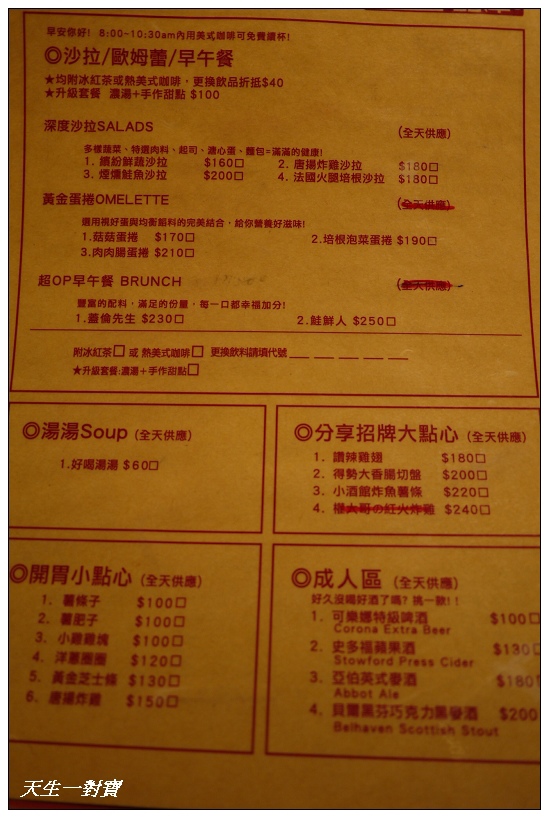 早安你好! 8:00~10:30am內用美式咖啡可免費續杯!
◎沙拉/歐姆蕾/早午餐
★均附冰紅茶或熱美式咖啡，更換飲品折抵$40
★升級套餐 濃湯+手作甜點 $100
深度沙拉SALADS (全天供應)
多樣蔬菜、特選肉料、起司、溏心蛋、麵包=滿滿的健康!
1. 繽紛鮮蔬沙拉 $160□ 2. 唐揚炸雞沙拉 $180□
3. 煙燻鮭魚沙拉 $200□ 4. 法國火腿培根沙拉 $180□
黃金蛋捲OMELETTE (全天供應)
選用視好蛋與均衡餡料的完美結合，給你營養好滋味!
1.菇菇蛋捲 $170□ 2.培根泡菜蛋捲 $190□
3.肉肉腸蛋捲 $210□
超OP早午餐 BRUNCH (全天供應)
豐富的配料，滿足的份量，每一口都幸福加分!
1.蓋倫先生 $230□ 2.鮭鮮人 $250□
附冰紅茶□ 或 熱美式咖啡□ 更換飲料請填代號 __ __ __ __
★升級套餐:濃湯+手作甜點□
◎湯湯Soup (全天供應)
1.好喝湯湯 $60□
◎分享招牌大點心 (全天供應)
1. 讚辣雞翅 $180□
2. 得勢大香腸切盤 $200□
3. 小酒館炸魚薯條 $220□
4. 大哥の紅火炸雞 $240□
◎開胃小點心 (全天供應)
1. 薯條子 $100□
2. 薯肥子 $100□
3. 小雞雞塊 $100□
4. 洋蔥圈圈 $120□
5. 黃金芝士條 $130□
6. 唐揚炸雞 $150□
◎成人區 (全天供應)
好久沒喝好酒了嗎? 挑一款!!
1. 可樂娜特級啤酒 $100□
Corona Extra Beer
2. 史多福蘋果酒 $130□
Stowford Press Cider
3. 亞伯英式麥酒 $180
Abbot Ale
4. 貝爾黑芬巧克力黑麥酒 $200
Belhaven Scottish Stout
天生一對寶